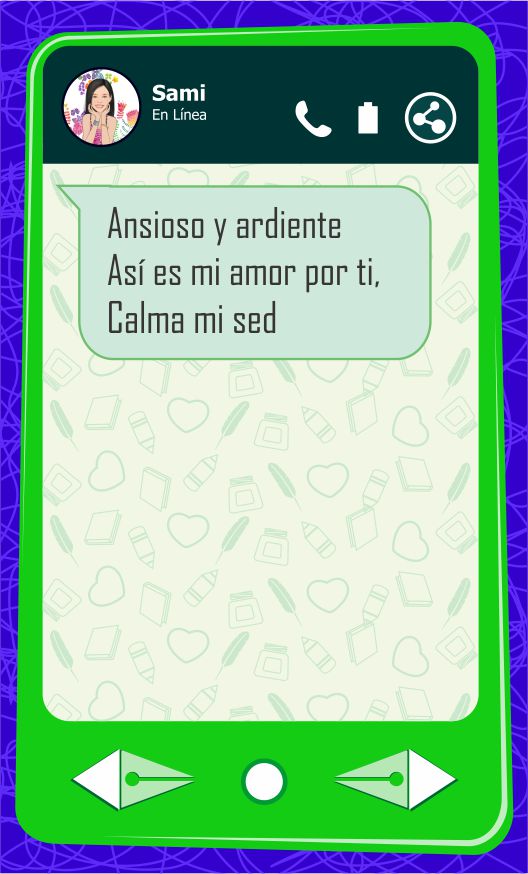 Sami
En Línea
Ansioso y ardiente
Así es mi amor por ti,
Calma mi sed